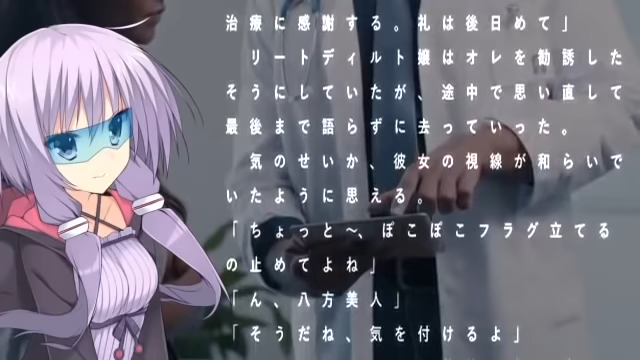 治療に感謝する。礼は後日めて」
　リートディルト嬢はオレを勧誘した
そうにしていたが、途中で思い直して
最後まで語らずに去っていった。
　気のせいか、彼女の視線が和らいで
いたように思える。
「ちょっと～、ぽこぽこフラグ立てる
の止めてよね」
「ん、八方美人」
「そうだね、気を付けるよ」